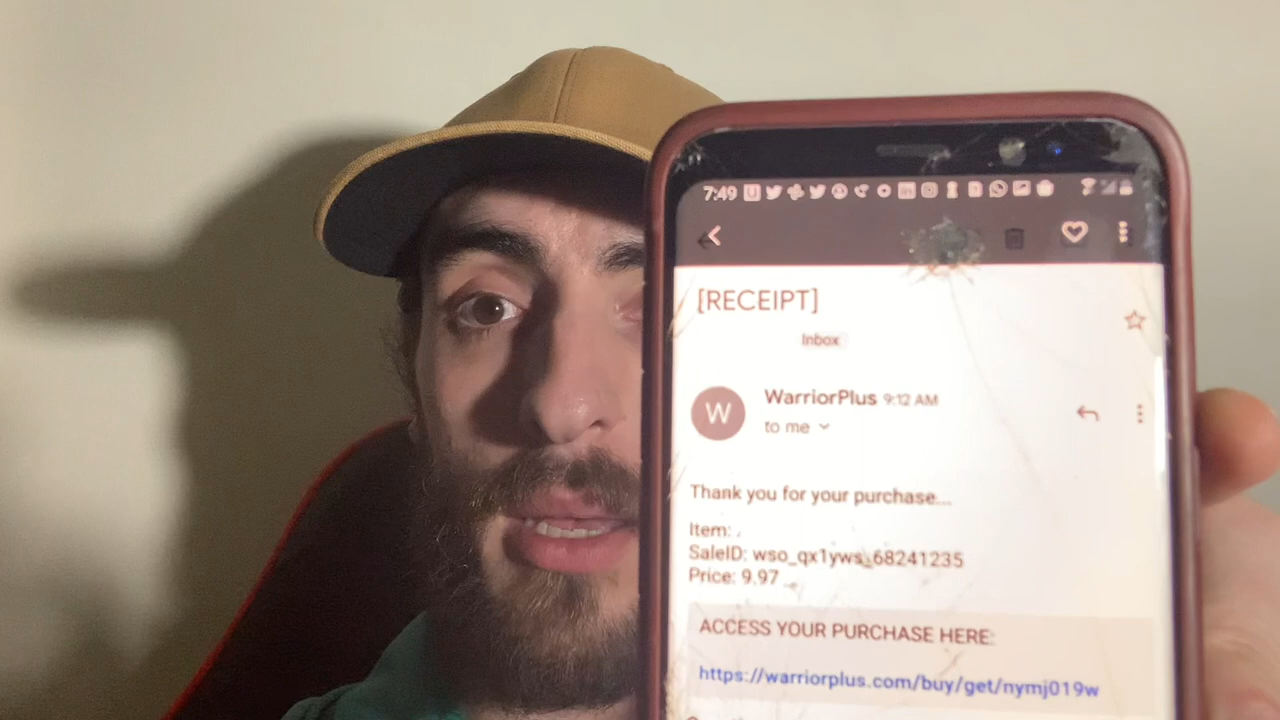 7:49
[RECEIPT]
Inbox
W
WarriorPlus 9:12 AM
to me
Thank you for your purchase...
Item:
SaleID: wso_qx1yws_68241235
Price: 9.97
ACCESS YOUR PURCHASE HERE:
https://warriorplus.com/buy/get/nymj019w